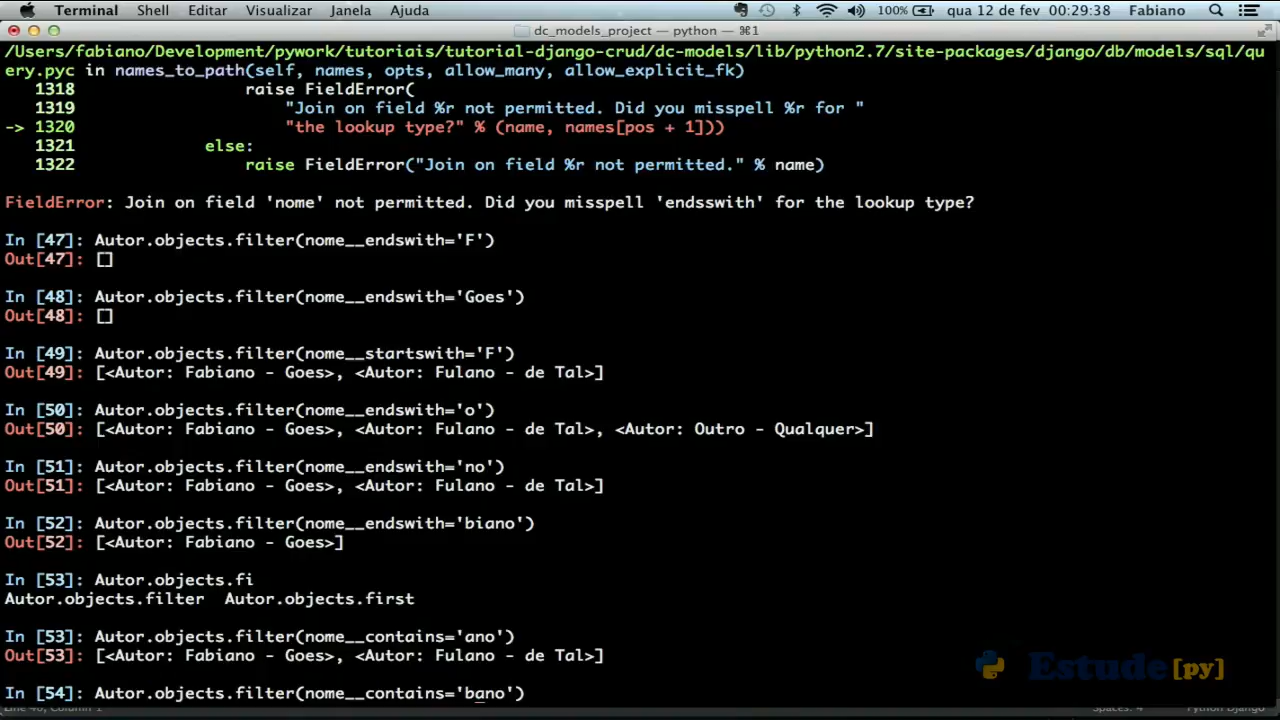 Terminal Shell Editar Visualizar Janela Ajuda 100% qua 12 de fev 00:29:38 Fabiano
dc_models_project — python — ⌘1
/Users/fabiano/Development/pywork/tutoriais/tutorial-django-crud/dc-models/lib/python2.7/site-packages/django/db/models/sql/qu
ery.pyc in names_to_path(self, names, opts, allow_many, allow_explicit_fk)
1318 raise FieldError(
1319 "Join on field %r not permitted. Did you misspell %r for "
-> 1320 "the lookup type?" % (name, names[pos + 1]))
1321 else:
1322 raise FieldError("Join on field %r not permitted." % name)
FieldError: Join on field 'nome' not permitted. Did you misspell 'endsswith' for the lookup type?
In [47]: Autor.objects.filter(nome__endswith='F')
Out[47]: []
In [48]: Autor.objects.filter(nome__endswith='Goes')
Out[48]: []
In [49]: Autor.objects.filter(nome__startswith='F')
Out[49]: [<Autor: Fabiano - Goes>, <Autor: Fulano - de Tal>]
In [50]: Autor.objects.filter(nome__endswith='o')
Out[50]: [<Autor: Fabiano - Goes>, <Autor: Fulano - de Tal>, <Autor: Outro - Qualquer>]
In [51]: Autor.objects.filter(nome__endswith='no')
Out[51]: [<Autor: Fabiano - Goes>, <Autor: Fulano - de Tal>]
In [52]: Autor.objects.filter(nome__endswith='biano')
Out[52]: [<Autor: Fabiano - Goes>]
In [53]: Autor.objects.fi
Autor.objects.filter Autor.objects.first
In [53]: Autor.objects.filter(nome__contains='ano')
Out[53]: [<Autor: Fabiano - Goes>, <Autor: Fulano - de Tal>]
Estude[py]
In [54]: Autor.objects.filter(nome__contains='bano')
Line 40, Column 1 Spaces: 4 Python Django